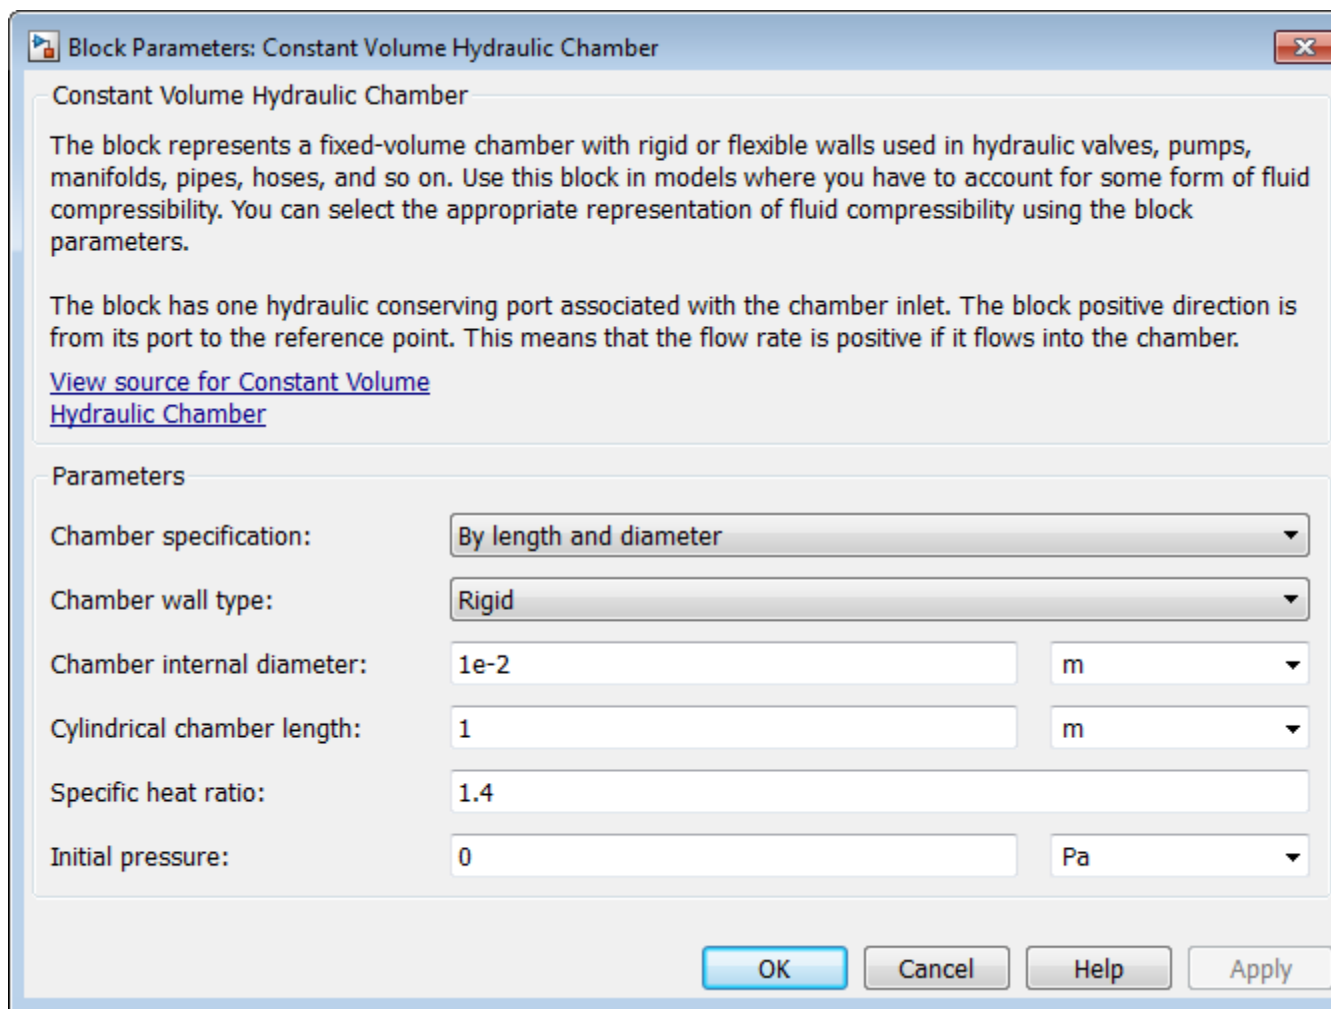 Block Parameters: Constant Volume Hydraulic Chamber
Constant Volume Hydraulic Chamber
The block represents a fixed-volume chamber with rigid or flexible walls used in hydraulic valves, pumps,
manifolds, pipes, hoses, and so on. Use this block in models where you have to account for some form of fluid
compressibility. You can select the appropriate representation of fluid compressibility using the block
parameters.
The block has one hydraulic conserving port associated with the chamber inlet. The block positive direction is
from its port to the reference point. This means that the flow rate is positive if it flows into the chamber.
View source for Constant Volume
Hydraulic Chamber
Parameters
Chamber specification: By length and diameter
Chamber wall type: Rigid
Chamber internal diameter: 1e-2 m
Cylindrical chamber length: 1 m
Specific heat ratio: 1.4
Initial pressure: 0 Pa
OK Cancel Help Apply